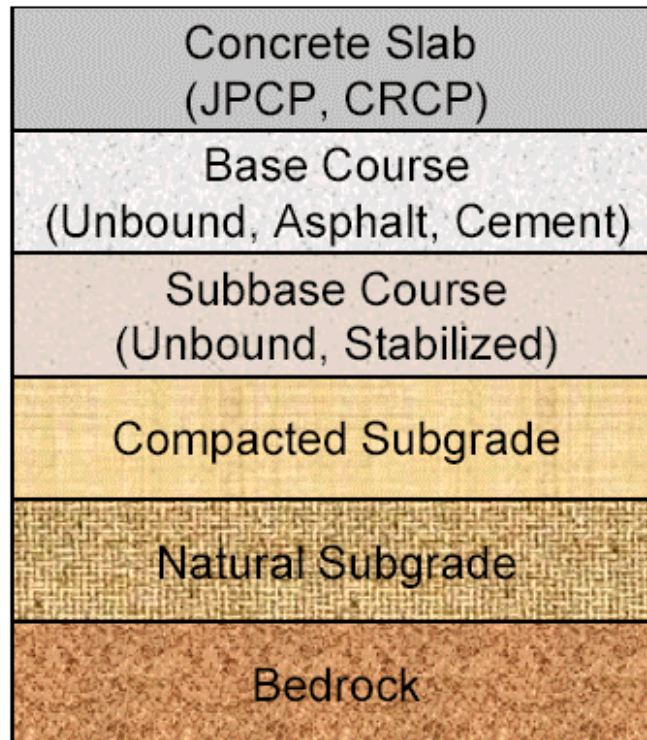 Concrete Slab
(JPCP, CRCP)
Base Course
(Unbound, Asphalt, Cement)
Subbase Course
(Unbound, Stabilized)
Compacted Subgrade
Natural Subgrade
Bedrock